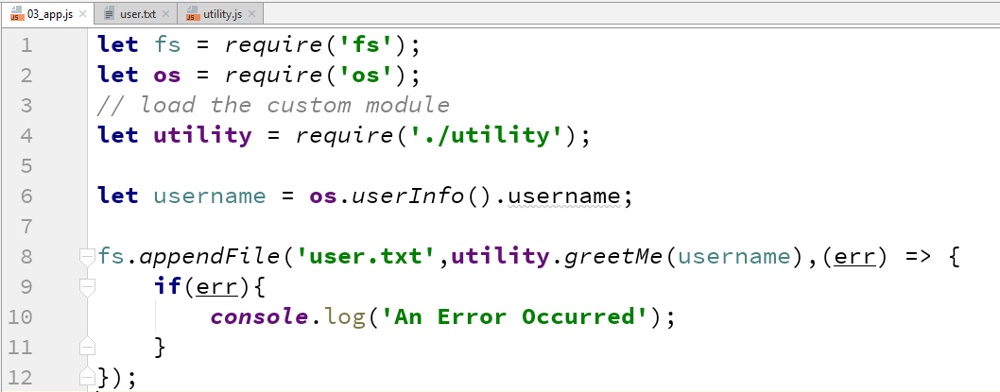 03_app.js user.txt utility.js
1 let fs = require('fs');
2 let os = require('os');
3 // load the custom module
4 let utility = require('./utility');
5
6 let username = os.userInfo().username;
7
8 fs.appendFile('user.txt',utility.greetMe(username),(err) => {
9     if(err){
10         console.log('An Error Occurred');
11     }
12 });